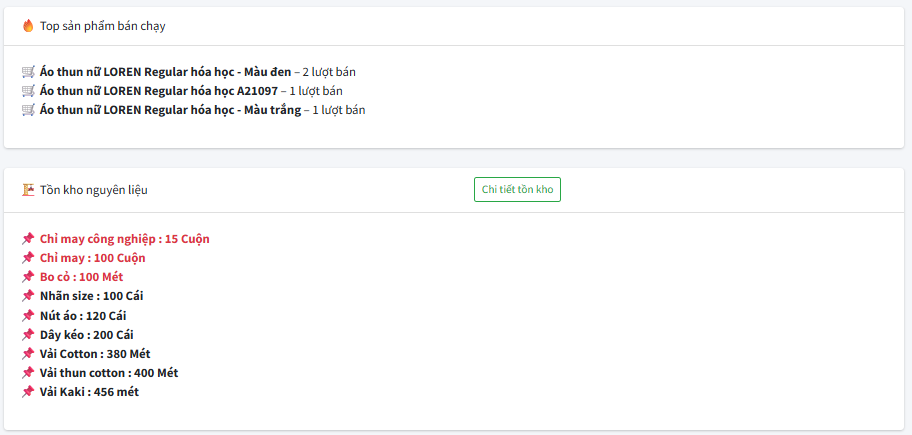 Top sản phẩm bán chạy
Áo thun nữ LOREN Regular hóa học - Màu đen – 2 lượt bán
Áo thun nữ LOREN Regular hóa học A21097 – 1 lượt bán
Áo thun nữ LOREN Regular hóa học - Màu trắng – 1 lượt bán
Tồn kho nguyên liệu
Chi tiết tồn kho
Chỉ may công nghiệp : 15 Cuộn
Chỉ may : 100 Cuộn
Bo cỏ : 100 Mét
Nhãn size : 100 Cái
Nút áo : 120 Cái
Dây kéo : 200 Cái
Vải Cotton : 380 Mét
Vải thun cotton : 400 Mét
Vải Kaki : 456 mét